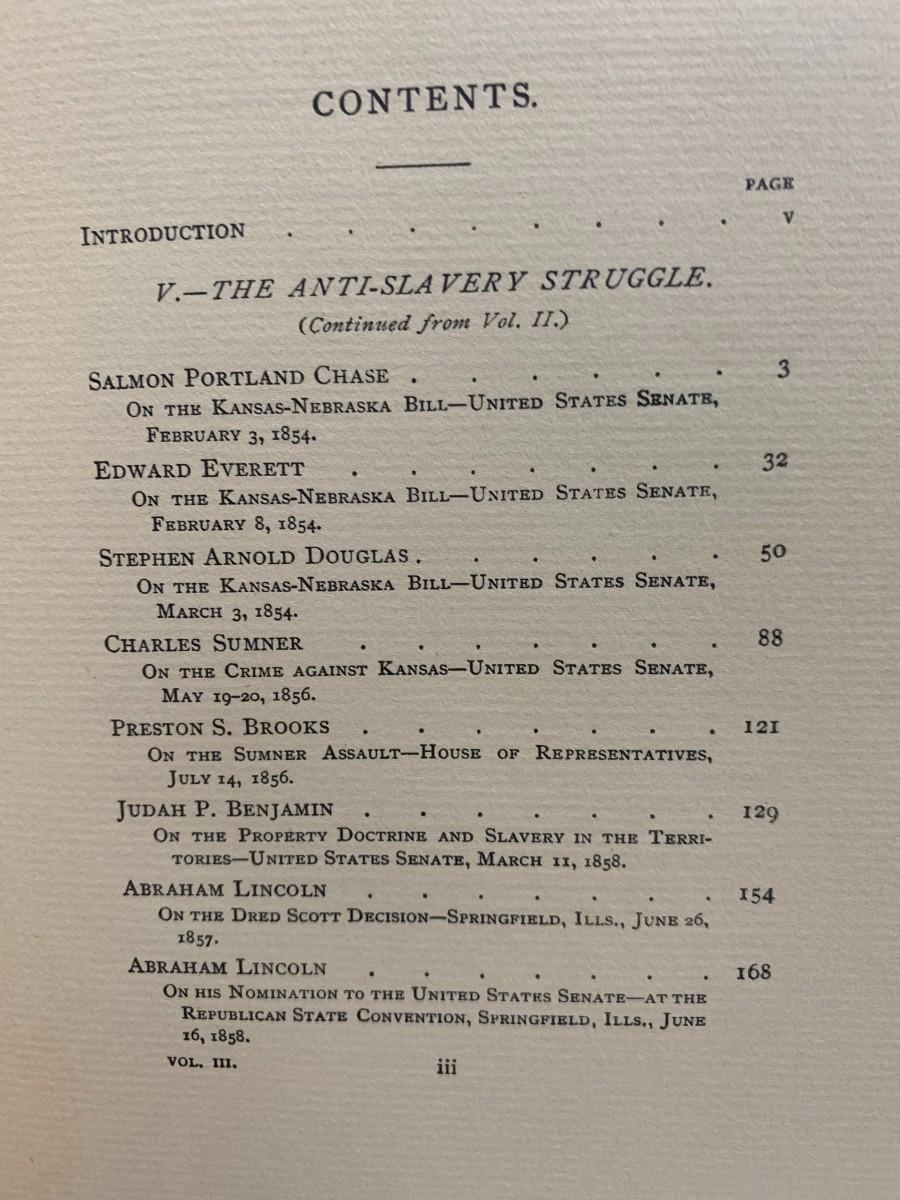 CONTENTS.
PAGE
INTRODUCTION . . . . . . . . V
V.—THE ANTI-SLAVERY STRUGGLE.
(Continued from Vol. II.)
SALMON PORTLAND CHASE . . . . . . 3
ON THE KANSAS-NEBRASKA BILL—UNITED STATES SENATE,
FEBRUARY 3, 1854.
EDWARD EVERETT . . . . . . . 32
ON THE KANSAS-NEBRASKA BILL—UNITED STATES SENATE,
FEBRUARY 8, 1854.
STEPHEN ARNOLD DOUGLAS . . . . . . 50
ON THE KANSAS-NEBRASKA BILL—UNITED STATES SENATE,
MARCH 3, 1854.
CHARLES SUMNER . . . . . . . 88
ON THE CRIME AGAINST KANSAS—UNITED STATES SENATE,
MAY 19–20, 1856.
PRESTON S. BROOKS . . . . . . . 121
ON THE SUMNER ASSAULT—HOUSE OF REPRESENTATIVES,
JULY 14, 1856.
JUDAH P. BENJAMIN . . . . . . . 129
ON THE PROPERTY DOCTRINE AND SLAVERY IN THE TERRI-
TORIES—UNITED STATES SENATE, MARCH 11, 1858.
ABRAHAM LINCOLN . . . . . . . 154
ON THE DRED SCOTT DECISION—SPRINGFIELD, ILLS., JUNE 26,
1857.
ABRAHAM LINCOLN . . . . . . . 168
ON HIS NOMINATION TO THE UNITED STATES SENATE—AT THE
REPUBLICAN STATE CONVENTION, SPRINGFIELD, ILLS., JUNE
16, 1858.
VOL. III.
iii